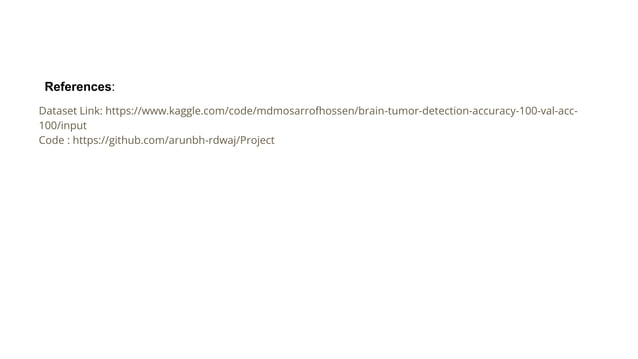 References:
Dataset Link: https://www.kaggle.com/code/mdmosarrofhossen/brain-tumor-detection-accuracy-100-val-acc-
100/input
Code : https://github.com/arunbh-rdwaj/Project